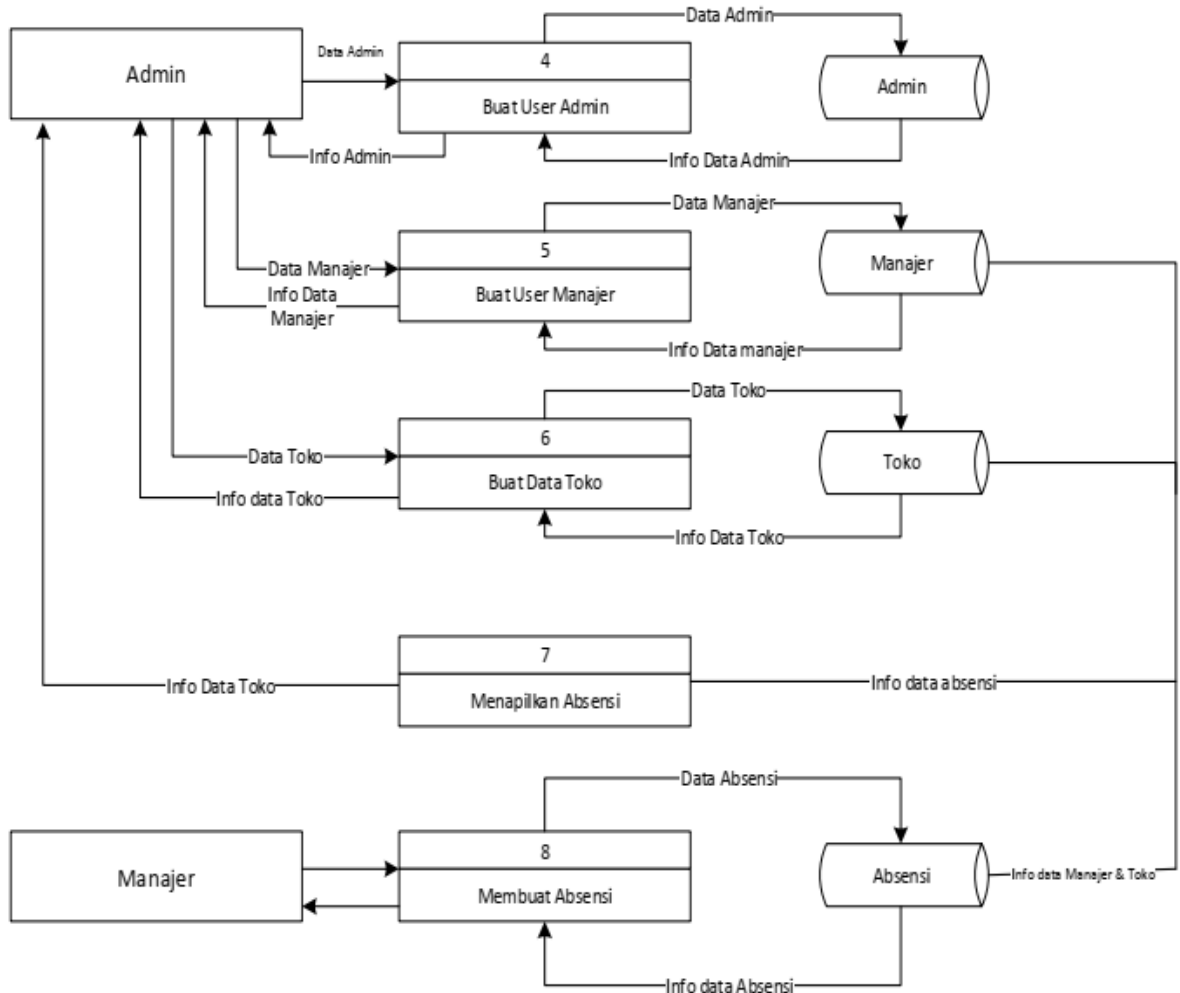 Data Admin
Admin
Data Admin
4
Buat User Admin
Admin
Info Admin
Info Data Admin
Data Manajer
5
Buat User Manajer
Manajer
Data Manajer
Info Data
Manajer
Info Data manajer
Data Toko
6
Buat Data Toko
Toko
Data Toko
Info data Toko
Info Data Toko
7
Menapilkan Absensi
Info Data Toko
Info data absensi
Data Absensi
Manajer
8
Membuat Absensi
Absensi
Info data Manajer & Toko
Info data Absensi